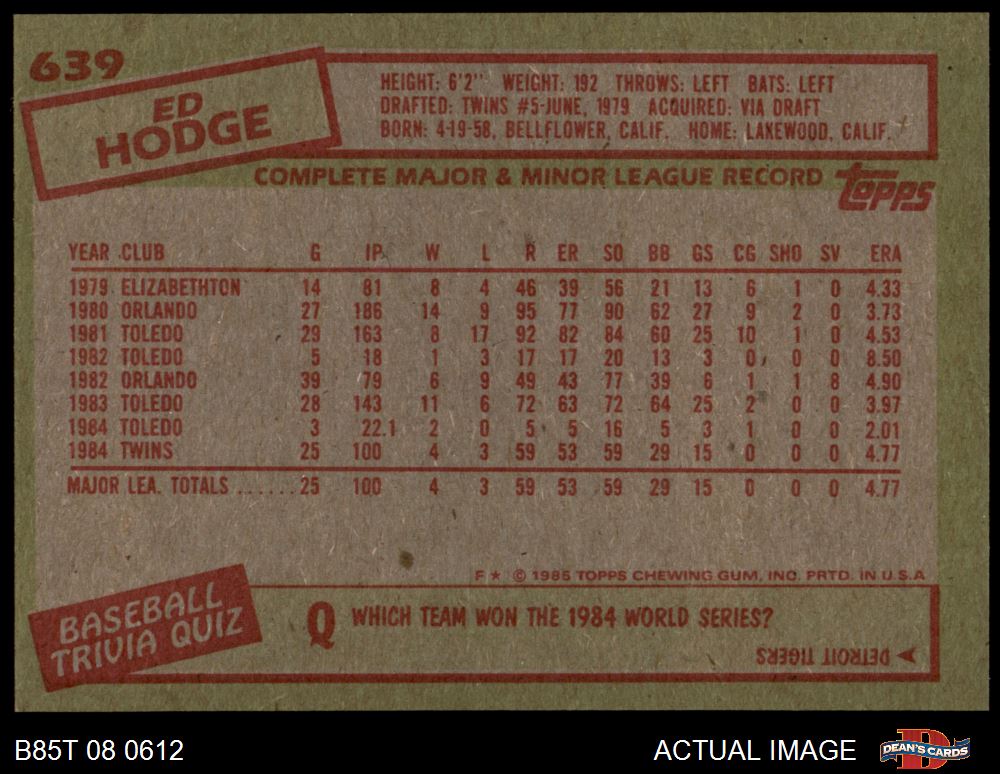 639
ED
HODGE
HEIGHT: 6'2" WEIGHT: 192 THROWS: LEFT BATS: LEFT
DRAFTED: TWINS #5-JUNE, 1979 ACQUIRED: VIA DRAFT
BORN: 4-19-58, BELLFLOWER, CALIF. HOME: LAKEWOOD, CALIF.
COMPLETE MAJOR & MINOR LEAGUE RECORD topps
YEAR CLUB G IP W L R ER SO BB GS CG SHO SV ERA
1979 ELIZABETHTON 14 81 8 4 46 39 56 21 13 6 1 0 4.33
1980 ORLANDO 27 186 14 9 95 77 90 62 27 9 2 0 3.73
1981 TOLEDO 29 163 8 17 92 82 84 60 25 10 1 0 4.53
1982 TOLEDO 5 18 1 3 17 17 20 13 3 0 0 0 8.50
1982 ORLANDO 39 79 6 9 49 43 77 39 6 1 1 8 4.90
1983 TOLEDO 28 143 11 6 72 63 72 64 25 2 0 0 3.97
1984 TOLEDO 3 22.1 2 0 5 5 16 5 3 1 0 0 2.01
1984 TWINS 25 100 4 3 59 53 59 29 15 0 0 0 4.77
MAJOR LEA. TOTALS ...... 25 100 4 3 59 53 59 29 15 0 0 0 4.77
F★ © 1985 TOPPS CHEWING GUM, INC. PRTD. IN U.S.A
BASEBALL
TRIVIA QUIZ
Q WHICH TEAM WON THE 1984 WORLD SERIES?
DETROIT TIGERS
B85T 08 0612
ACTUAL IMAGE
DEAN'S CARDS